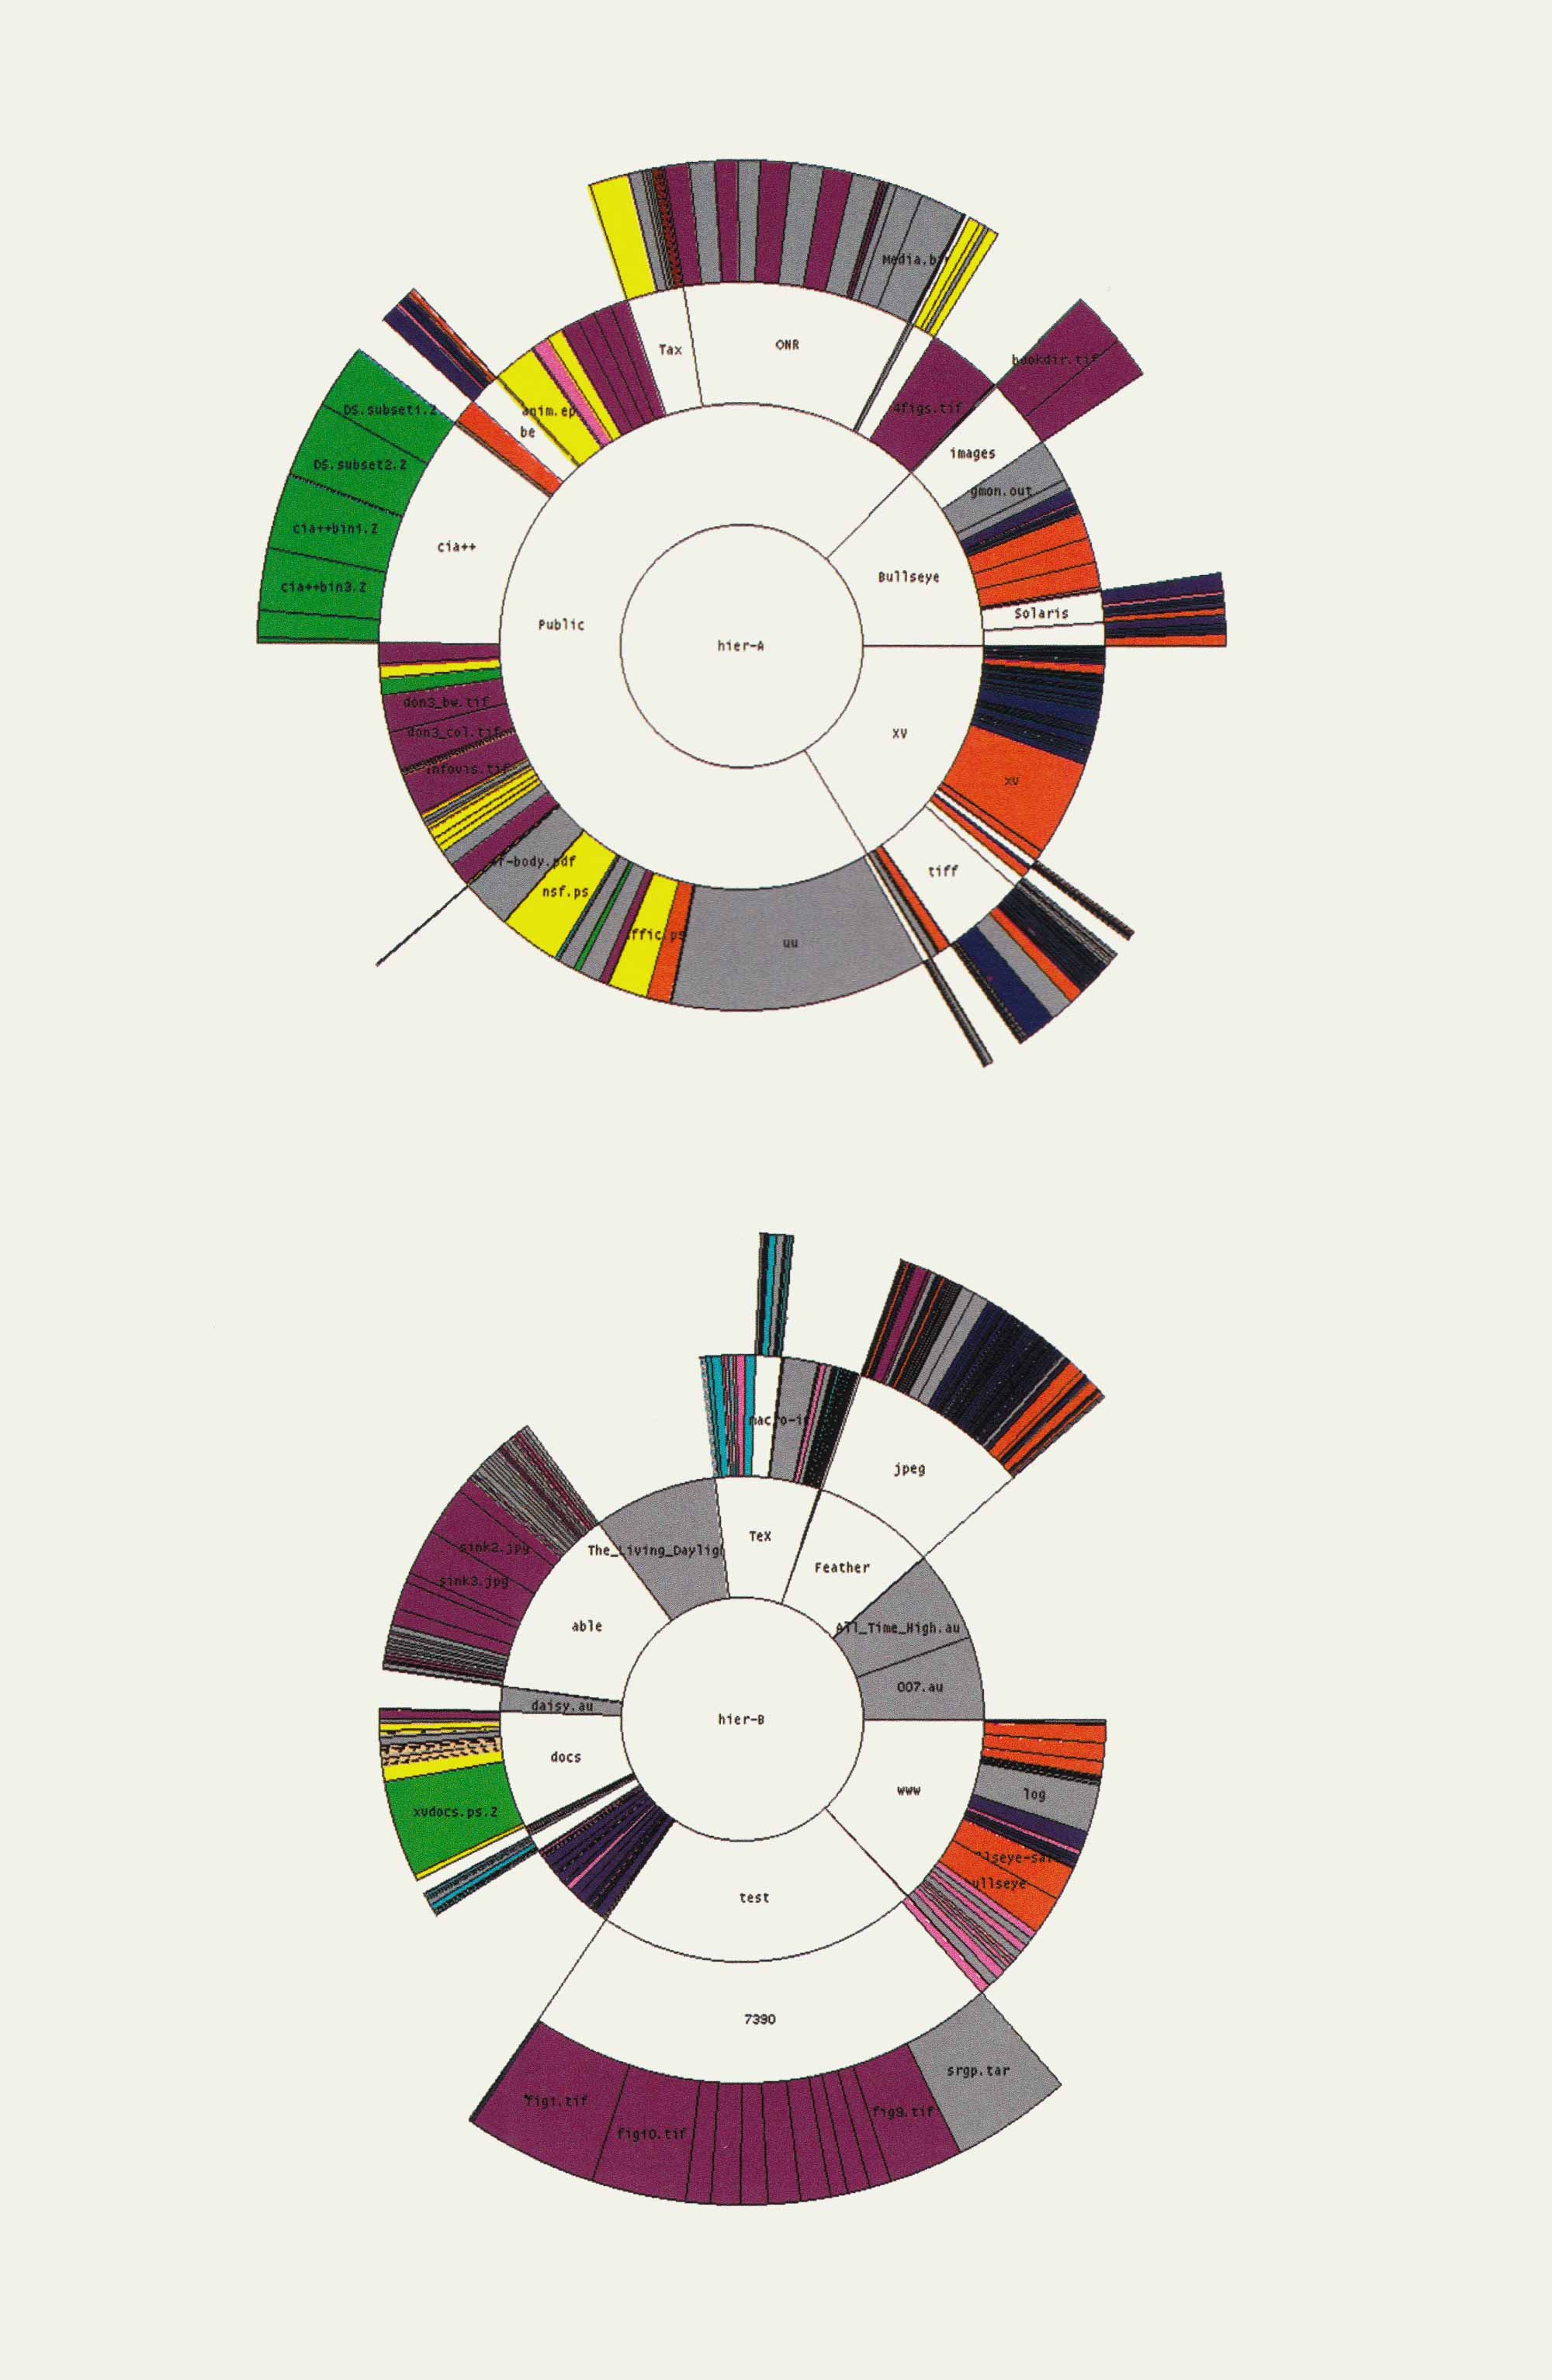 Media.bi
Tax
ONR
bookdir.tif
DS.subset1.Z
anim.ep
4figs.tif
be
images
DS.subset2.Z
gmon.out
cia++bin1.Z
cia++
Bullseye
cia++bin3.Z
Solaris
Public
hier-A
don3_bw.tif
don3_col.tif
xv
infovis.tif
xv
f-body.pdf
tiff
nsf.ps
ffic.ps
uu
macro-i
jpeg
TeX
sink2.jpg
The_Living_Daylig
Feather
sink3.jpg
able
All_Time_High.au
007.au
daisy.au
hier-B
docs
www
log
xvdocs.ps.Z
lseye-sa
ullseye
test
7390
srgp.tar
fig1.tif
fig9.tif
fig10.tif